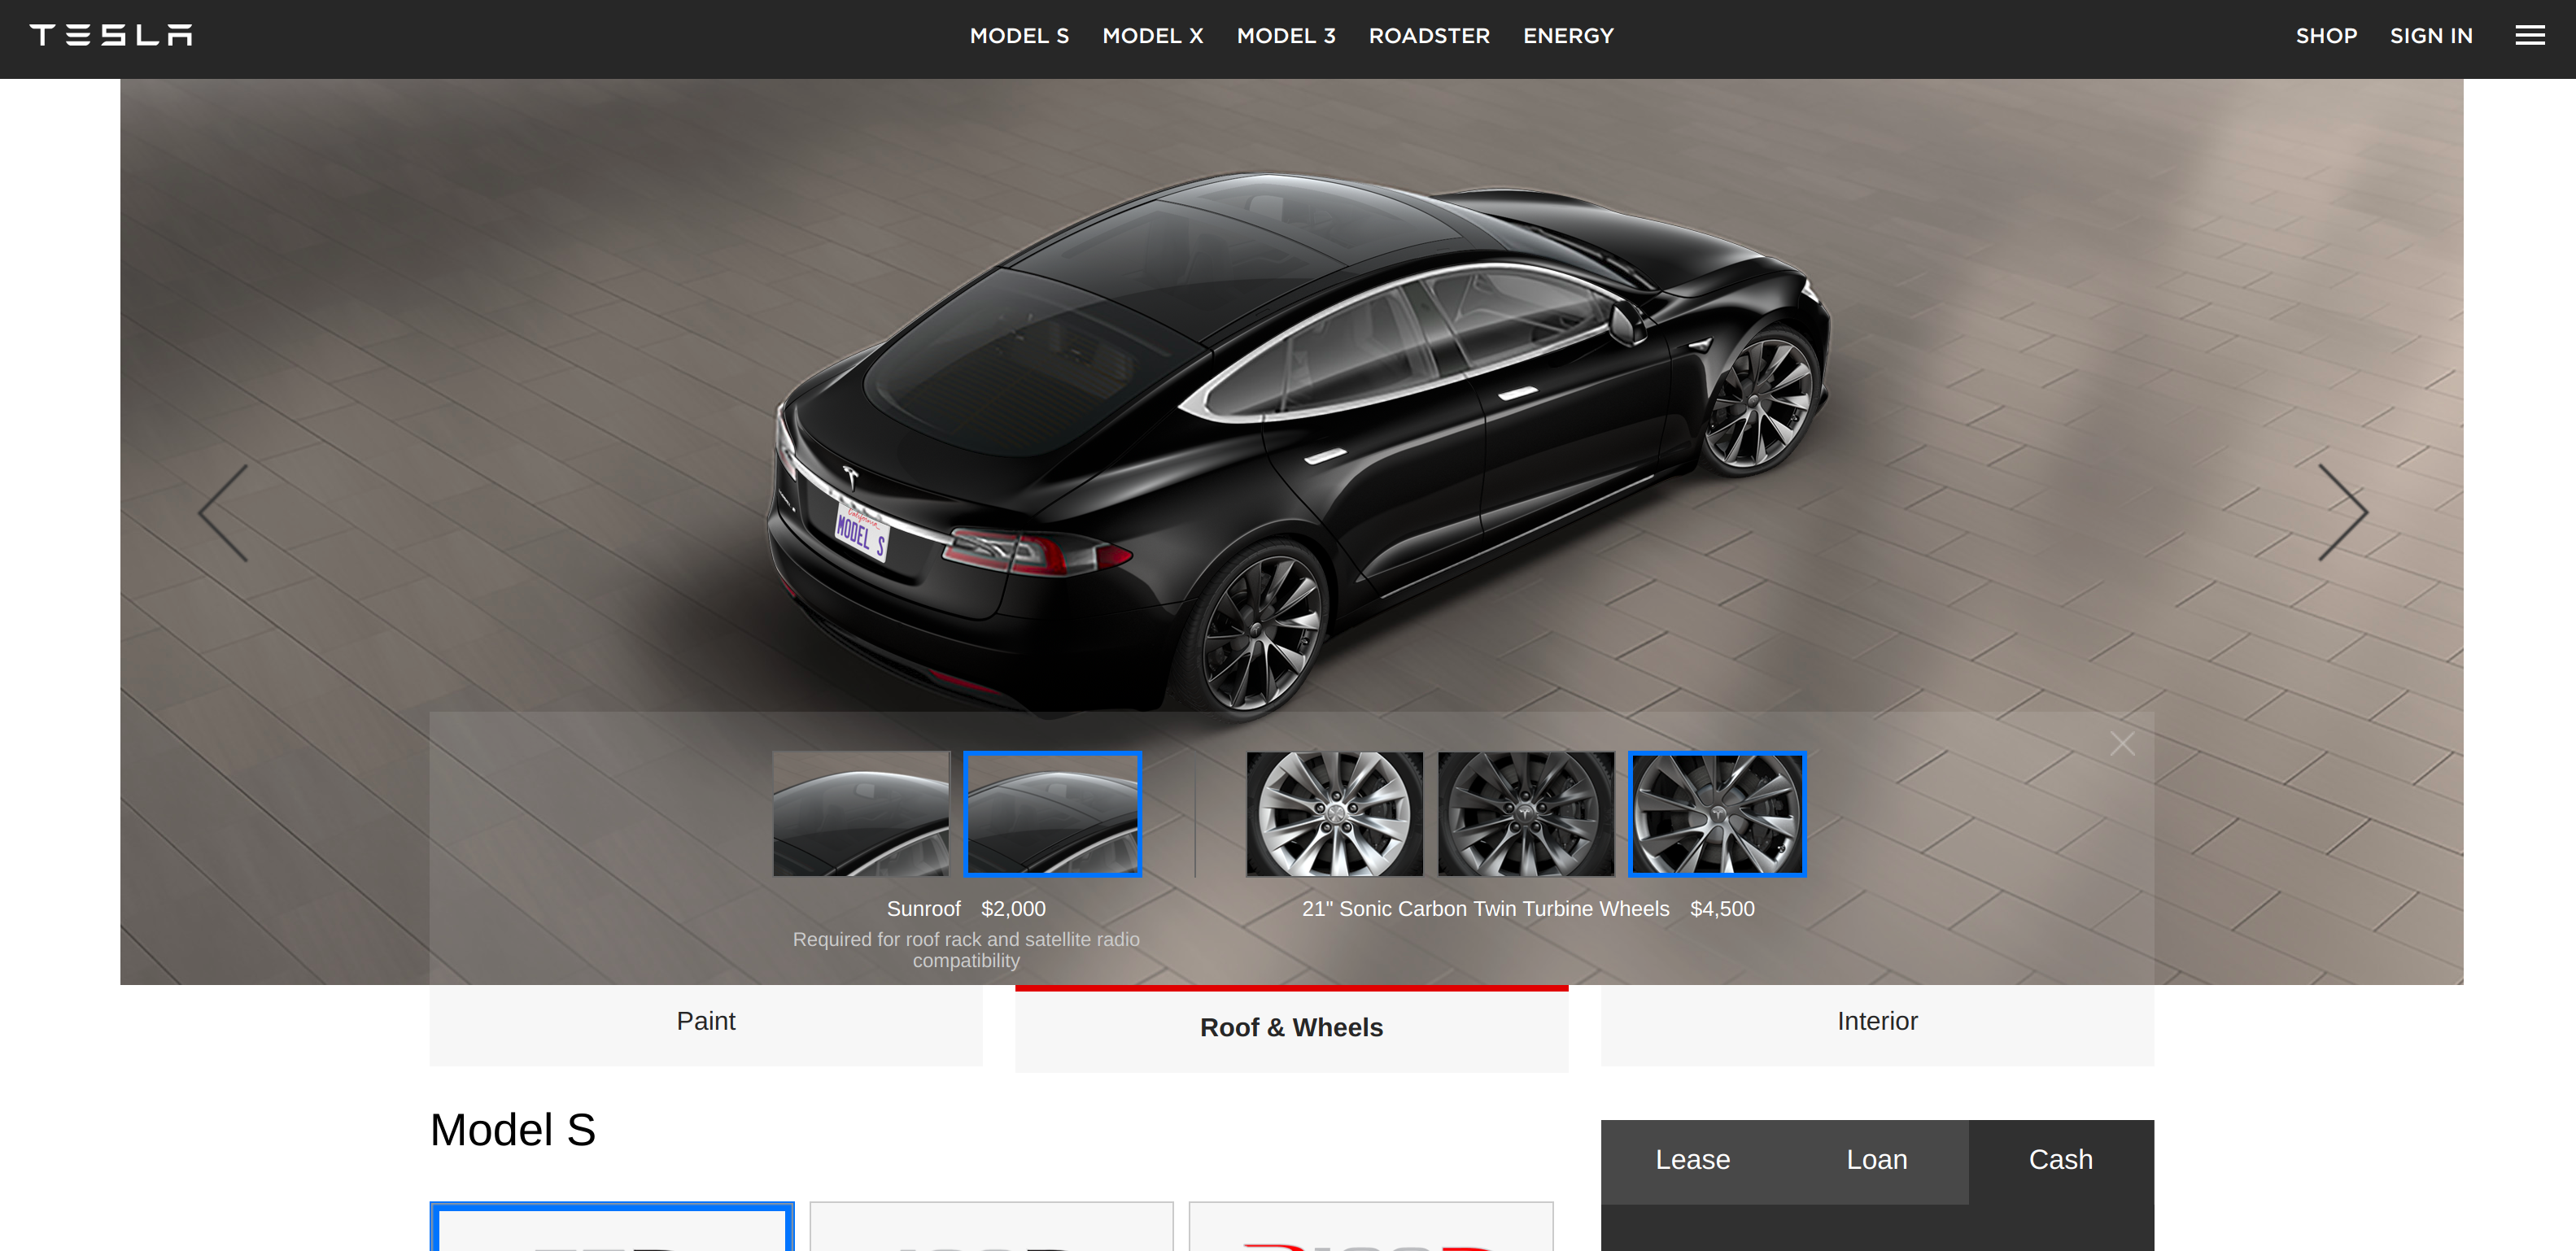 TESLA
MODEL S MODEL X MODEL 3 ROADSTER ENERGY
SHOP SIGN IN
California
MODEL S
Sunroof $2,000
Required for roof rack and satellite radio
compatibility
21" Sonic Carbon Twin Turbine Wheels $4,500
Paint
Roof & Wheels
Interior
Model S
Lease Loan Cash